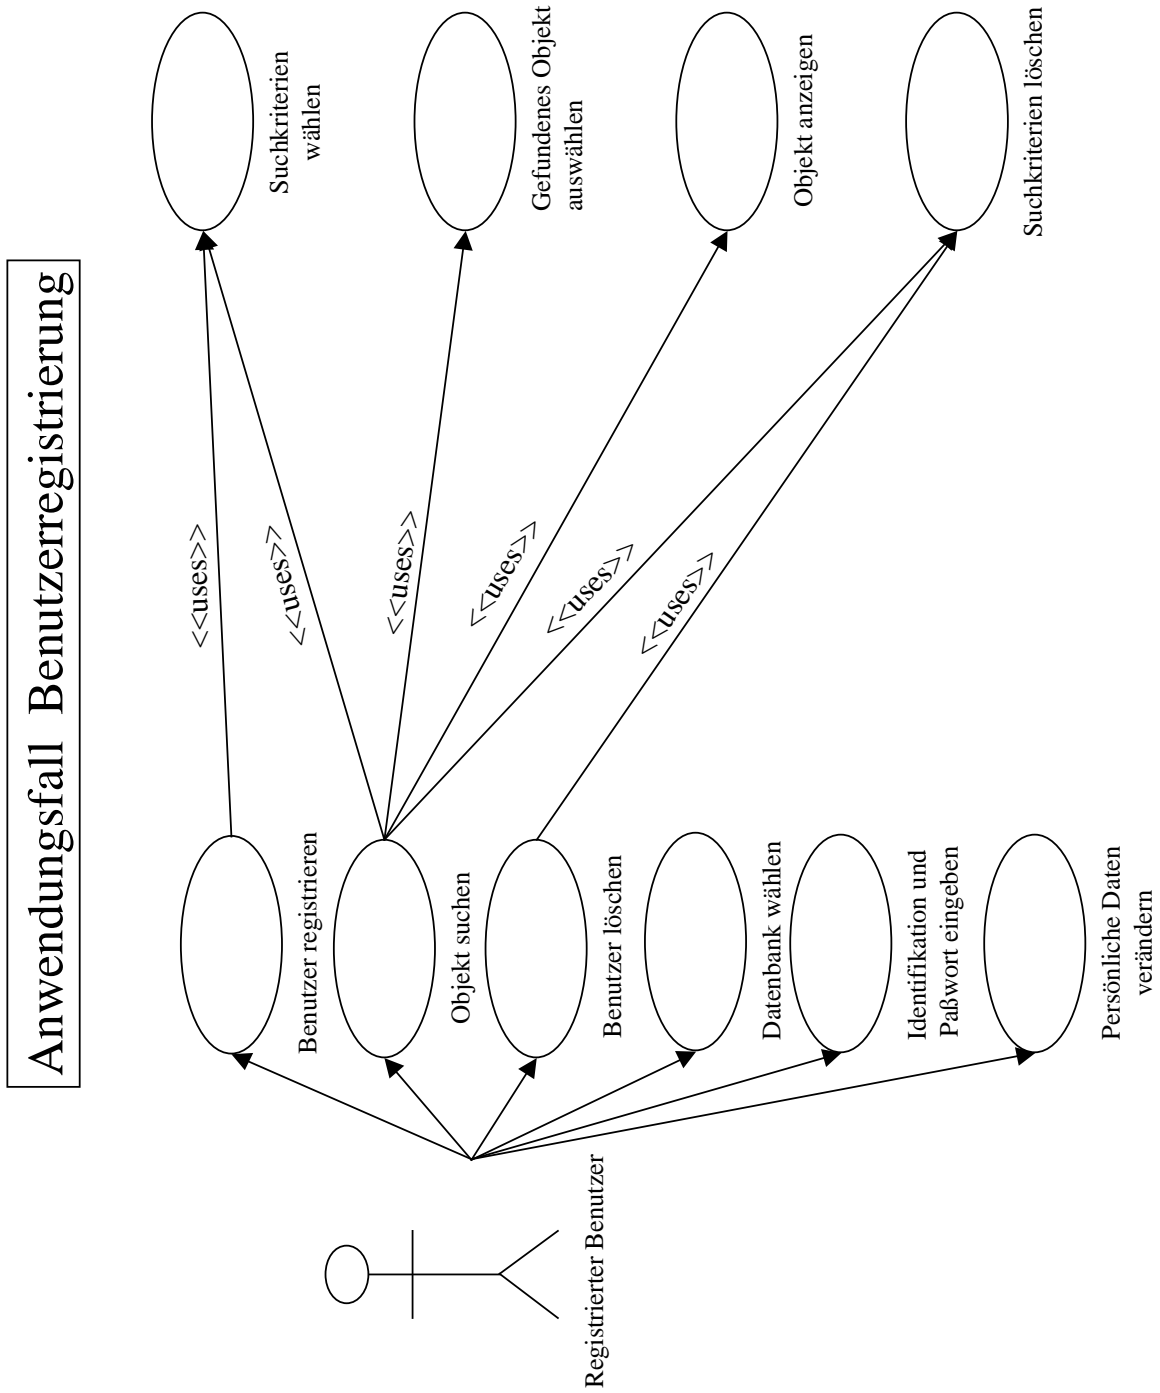 Anwendungsfall Benutzerregistrierung
Registrierter Benutzer
Benutzer registrieren
Objekt suchen
Benutzer löschen
Datenbank wählen
Identifikation und
Paßwort eingeben
Persönliche Daten
verändern
<<uses>>
<<uses>>
<<uses>>
<<uses>>
<<uses>>
<<uses>>
Suchkriterien
wählen
Gefundenes Objekt
auswählen
Objekt anzeigen
Suchkriterien löschen